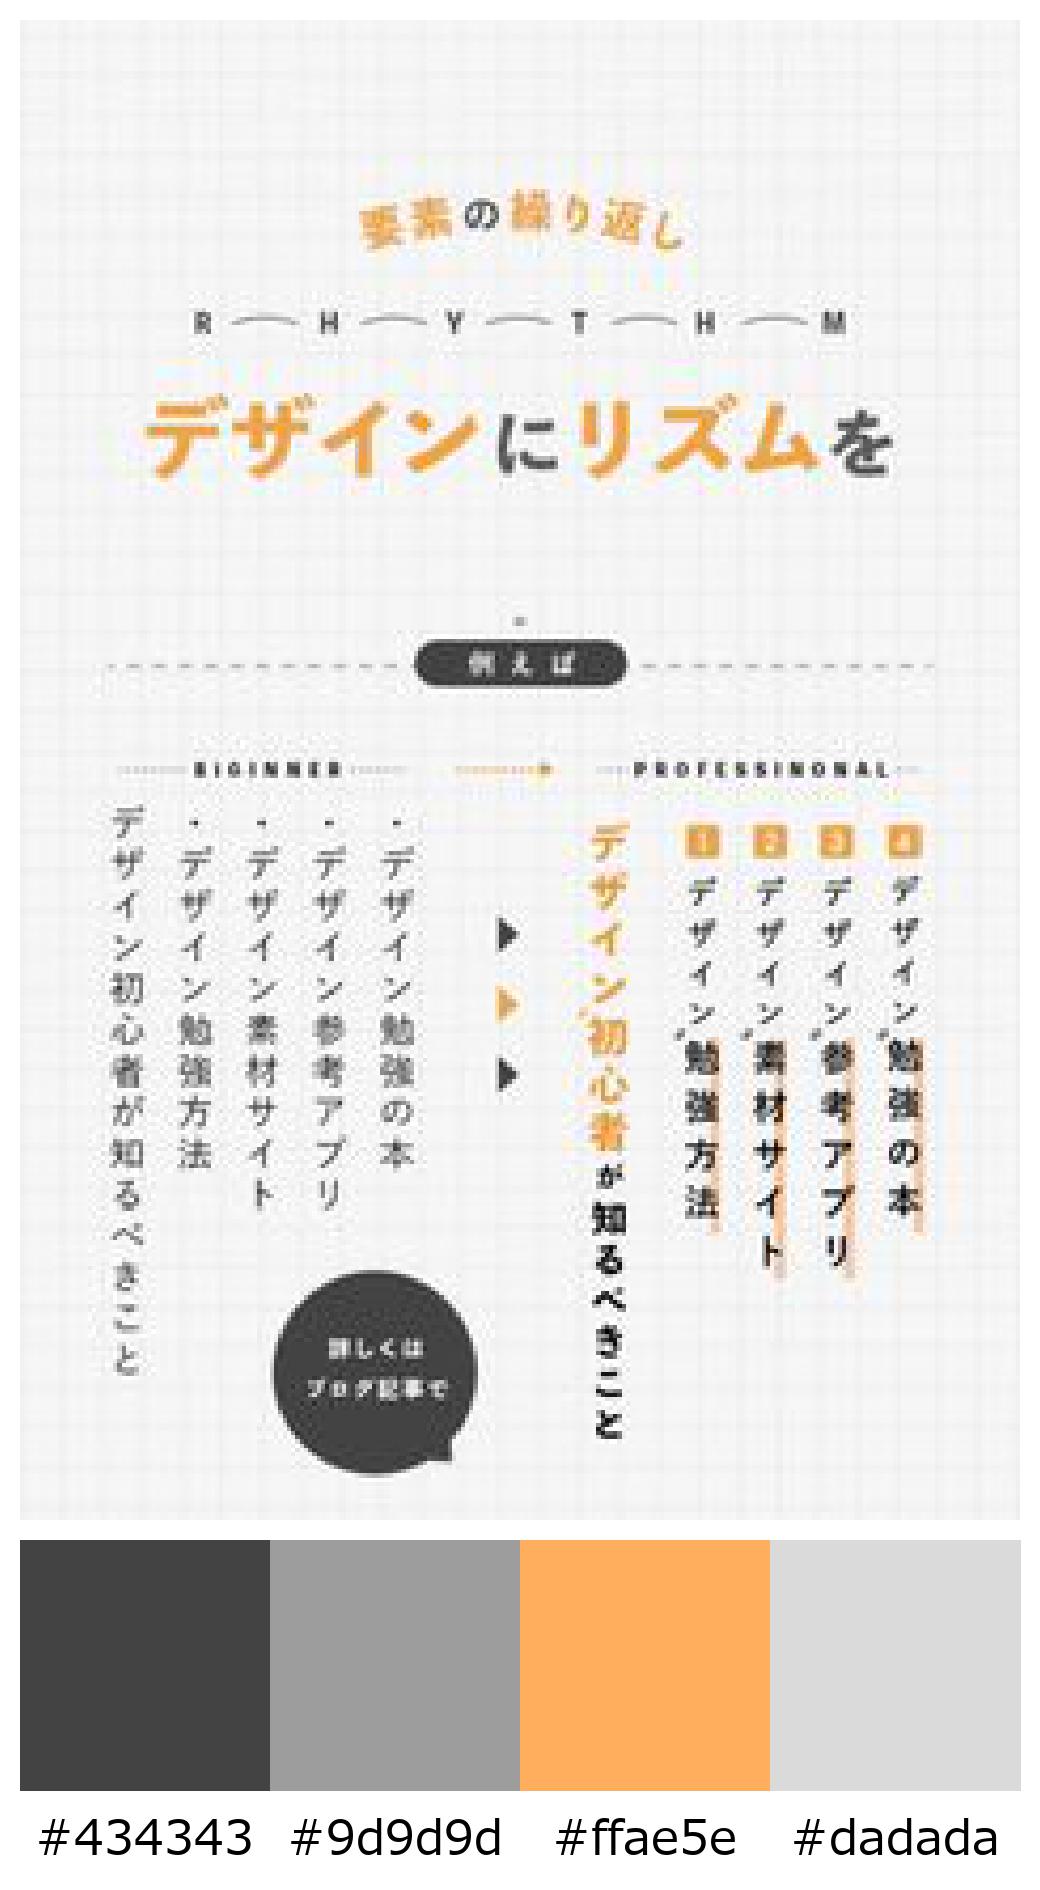 要素の繰り返し
RHYTHM
デザインにリズムを
例えば
BIGINNER
デザイン初心者が知るべきこと
・デザイン勉強方法
・デザイン素材サイト
・デザイン参考アプリ
・デザイン勉強の本
詳しくは
ブログ記事で
PROFESSINONAL
デザイン初心者が知るべきこと
1 デザイン勉強方法
2 デザイン素材サイト
3 デザイン参考アプリ
4 デザイン勉強の本
#434343 #9d9d9d #ffae5e #dadada